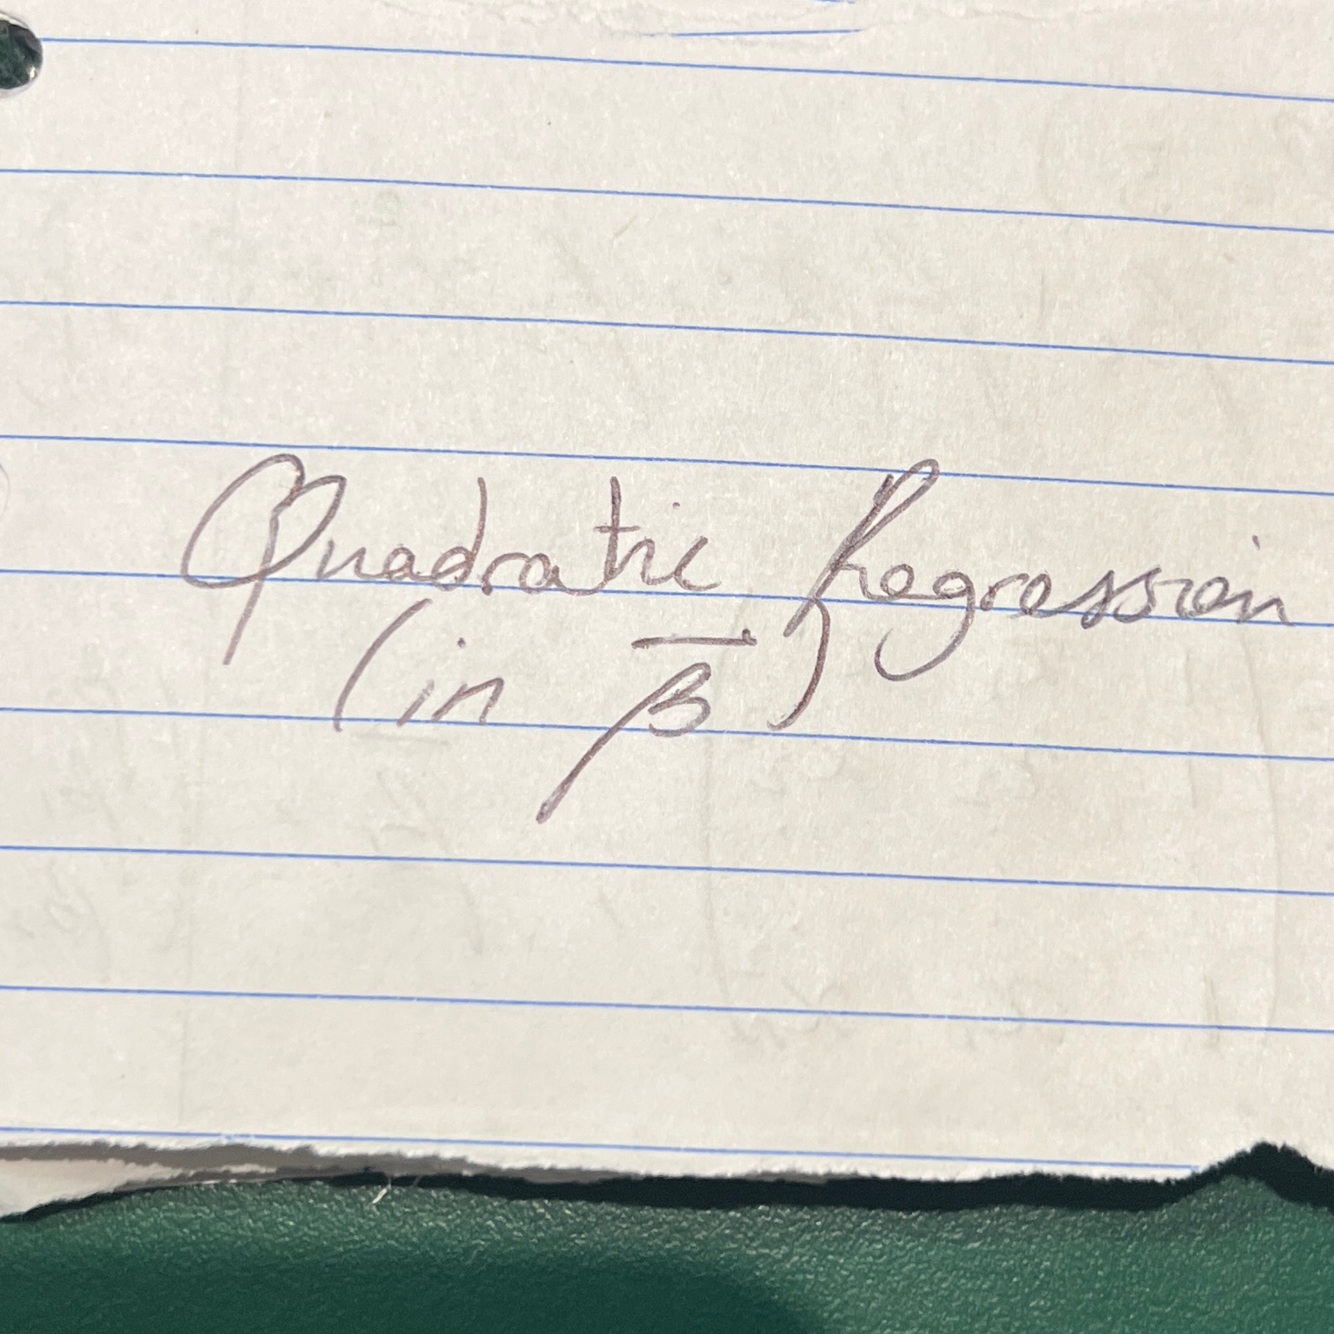 Quadratic Regression
(in β̅)